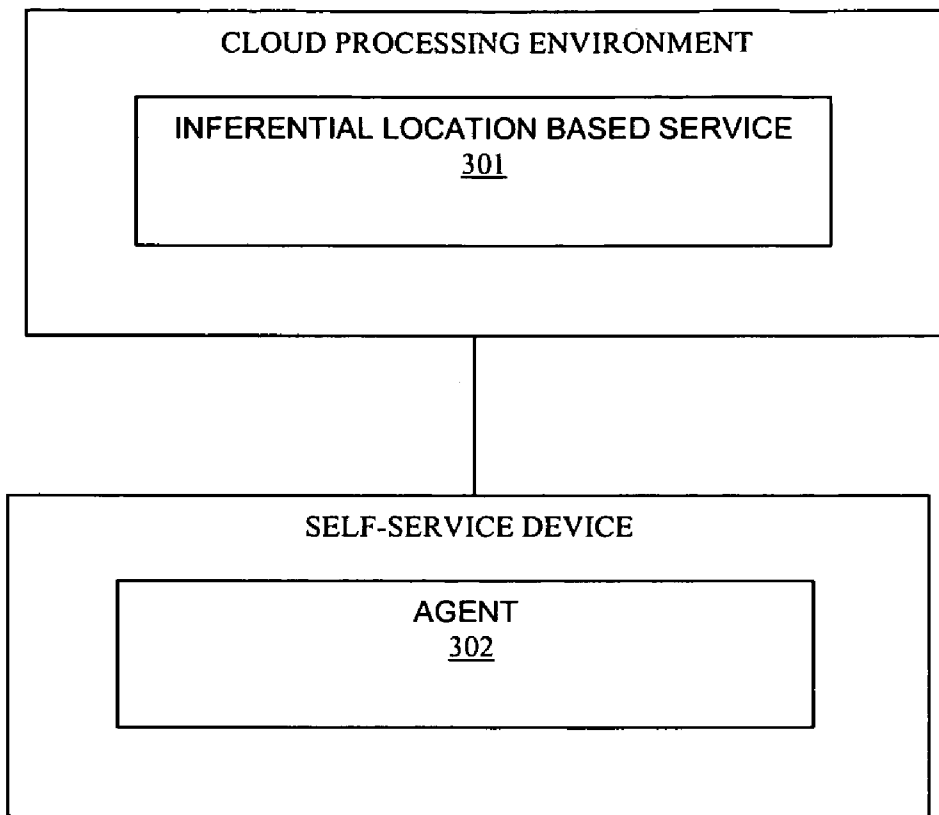 CLOUD PROCESSING ENVIRONMENT
INFERENTIAL LOCATION BASED SERVICE
301
SELF-SERVICE DEVICE
AGENT
302